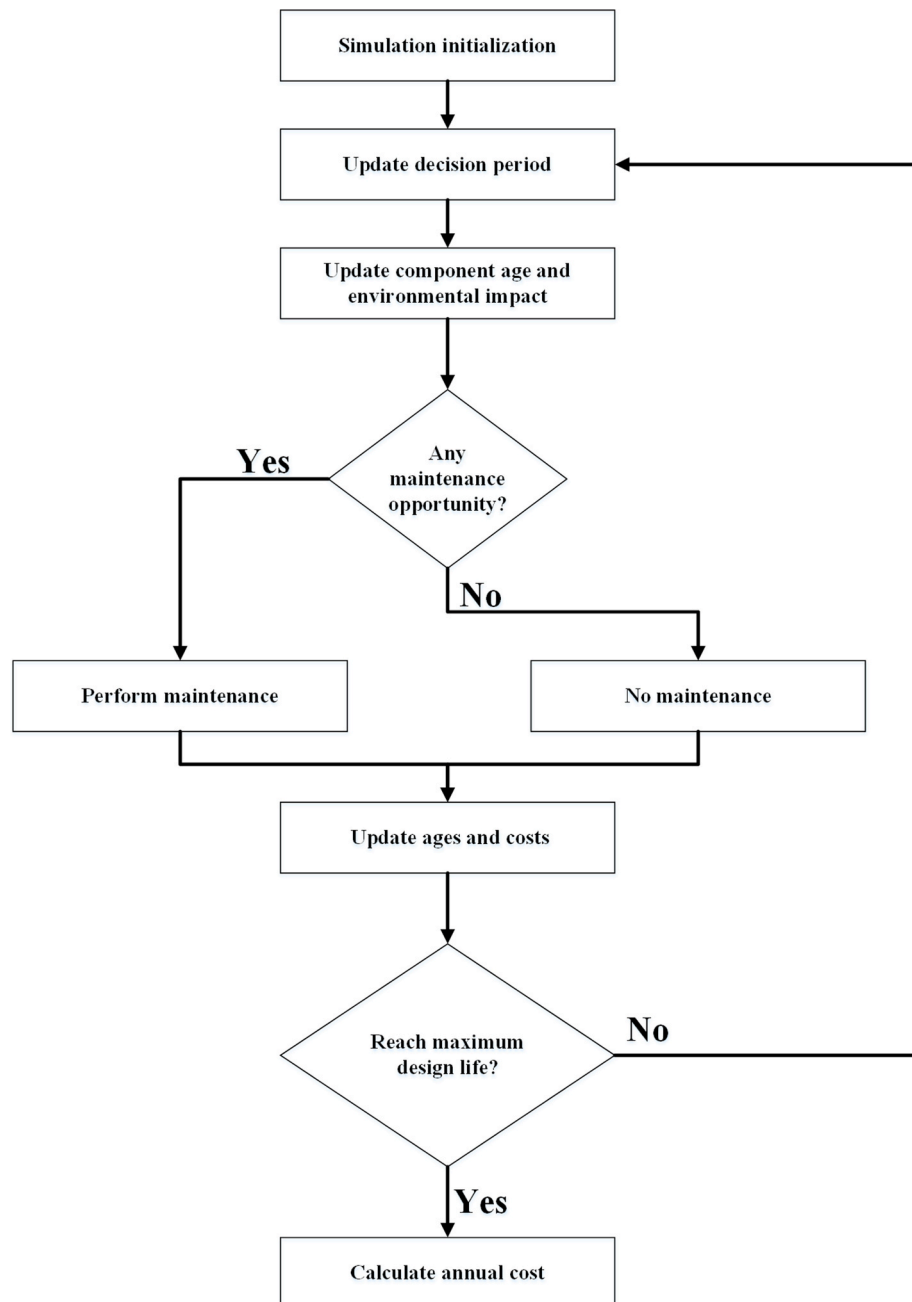 Simulation initialization
Update decision period
Update component age and
environmental impact
Any
maintenance
opportunity?
Yes
No
Perform maintenance
No maintenance
Update ages and costs
Reach maximum
design life?
No
Yes
Calculate annual cost